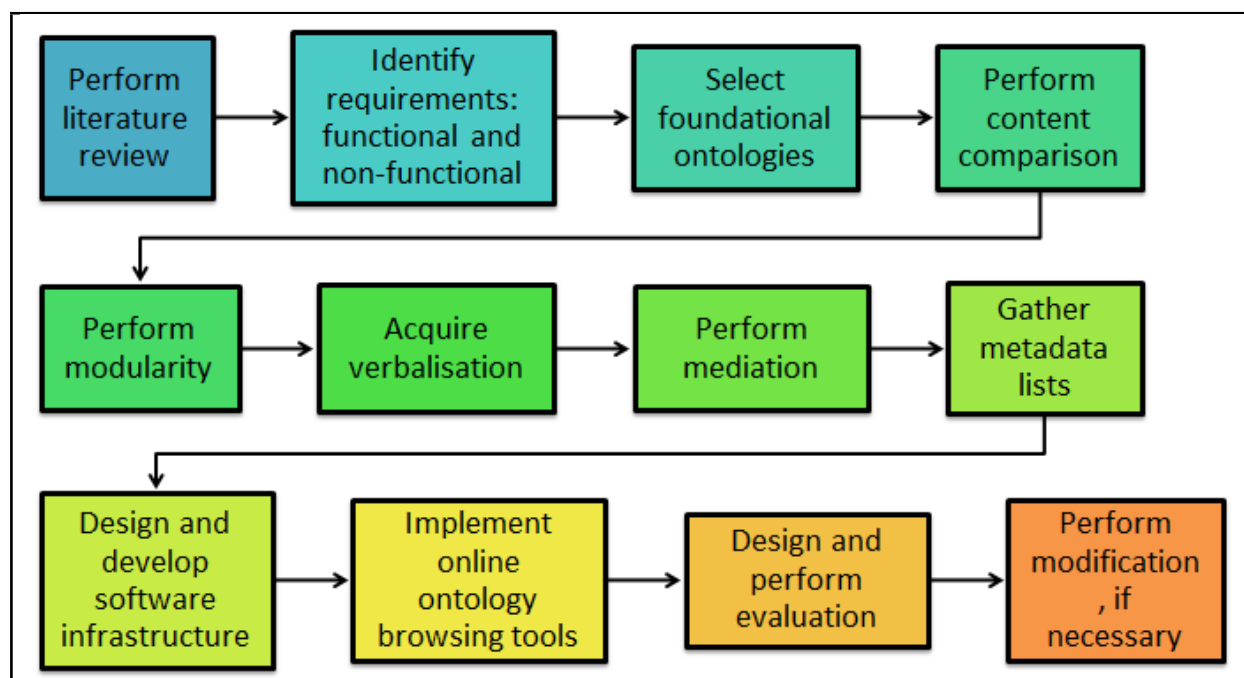 Perform
literature
review
Identify
requirements:
functional and
non-functional
Select
foundational
ontologies
Perform
content
comparison
Perform
modularity
Acquire
verbalisation
Perform
mediation
Gather
metadata
lists
Design and
develop
software
infrastructure
Implement
online
ontology
browsing tools
Design and
perform
evaluation
Perform
modification
, if
necessary